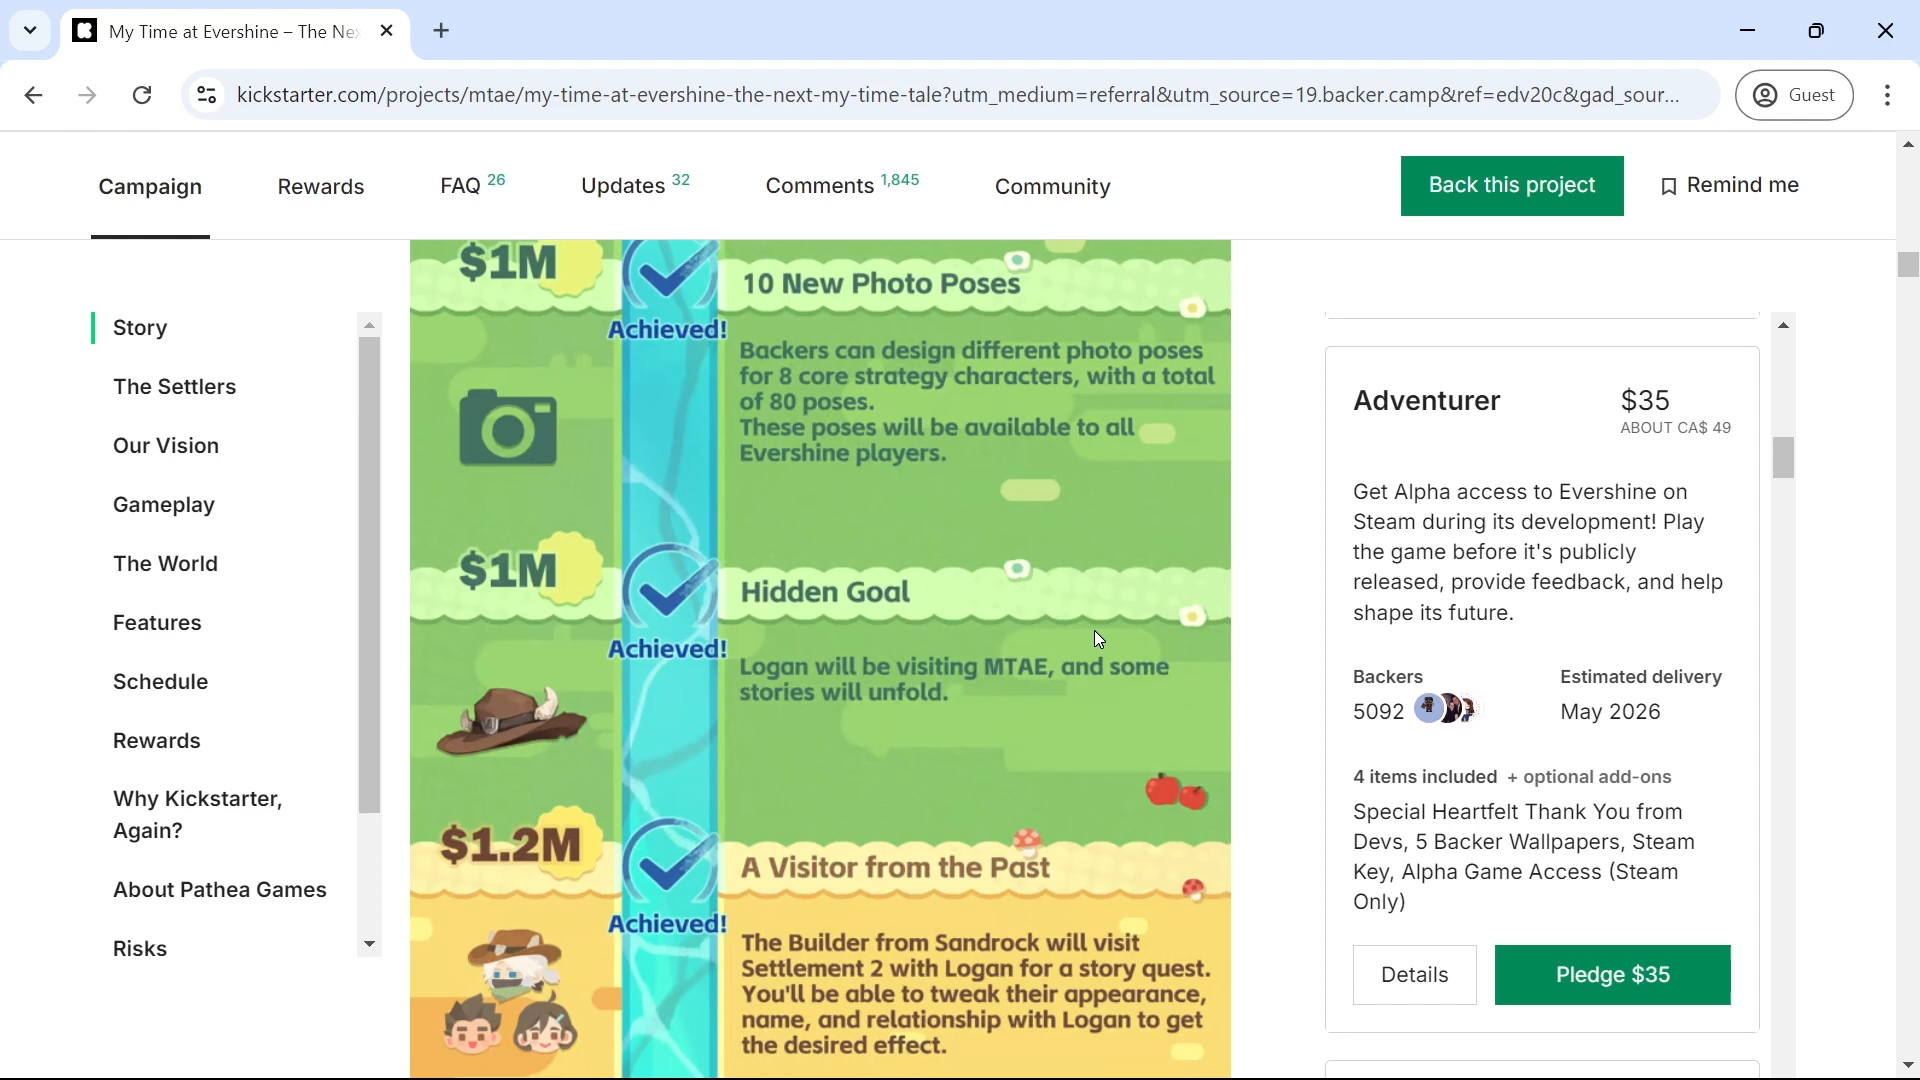 My Time at Evershine – The Nex
kickstarter.com/projects/mtae/my-time-at-evershine-the-next-my-time-tale?utm_medium=referral&utm_source=19.backer.camp&ref=edv20c&gad_sour...
Guest
Campaign
Rewards
FAQ 26
Updates 32
Comments 1,845
Community
Back this project
Remind me
Story
The Settlers
Our Vision
Gameplay
The World
Features
Schedule
Rewards
Why Kickstarter,
Again?
About Pathea Games
Risks
$1M
10 New Photo Poses
Achieved!
Backers can design different photo poses
for 8 core strategy characters, with a total
of 80 poses.
These poses will be available to all
Evershine players.
$1M
Hidden Goal
Achieved!
Logan will be visiting MTAE, and some
stories will unfold.
$1.2M
A Visitor from the Past
Achieved!
The Builder from Sandrock will visit
Settlement 2 with Logan for a story quest.
You'll be able to tweak their appearance,
name, and relationship with Logan to get
the desired effect.
Adventurer
$35
ABOUT CA$ 49
Get Alpha access to Evershine on
Steam during its development! Play
the game before it's publicly
released, provide feedback, and help
shape its future.
Backers
5092
Estimated delivery
May 2026
4 items included + optional add-ons
Special Heartfelt Thank You from
Devs, 5 Backer Wallpapers, Steam
Key, Alpha Game Access (Steam
Only)
Details
Pledge $35